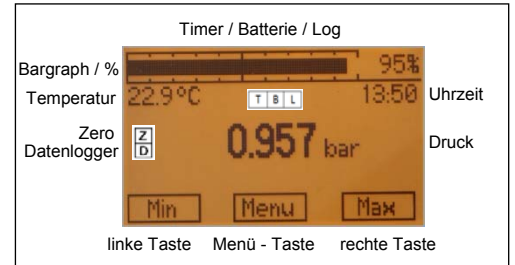 Timer / Batterie / Log
Bargraph / % 95%
Temperatur 22.9°C T B L 13:50 Uhrzeit
Zero Z
Datenlogger D 0.957 bar Druck
Min Menu Max
linke Taste Menü - Taste rechte Taste